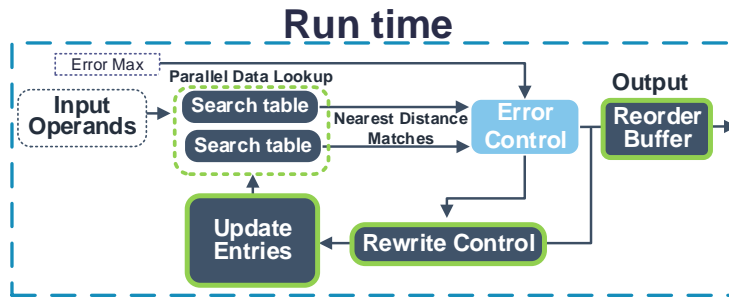 Run time
Error Max
Parallel Data Lookup
Input
Operands
Search table
Search table
Nearest Distance
Matches
Error
Control
Output
Reorder
Buffer
Update
Entries
Rewrite Control